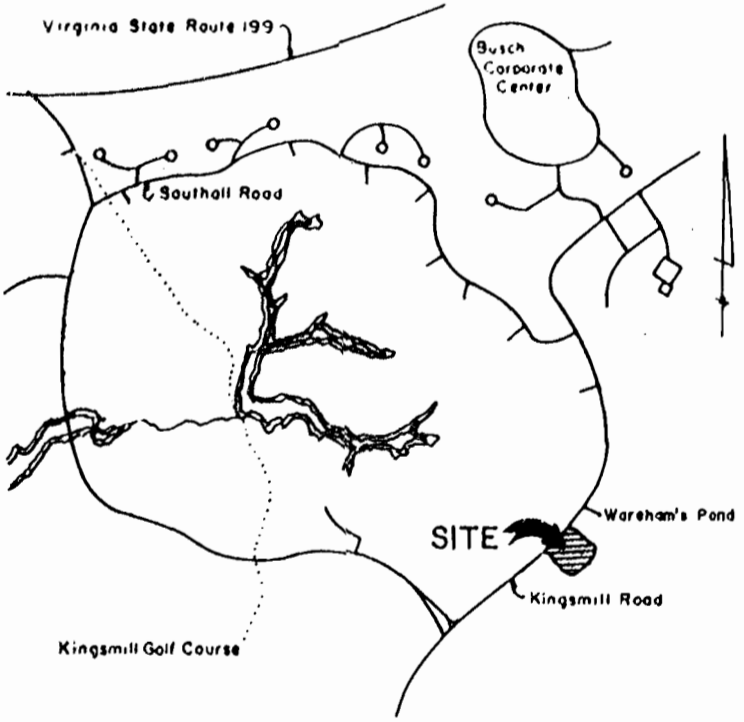 Virginia State Route 199
Busch
Corporate
Center
Southall Road
SITE
Wareham's Pond
Kingsmill Road
Kingsmill Golf Course